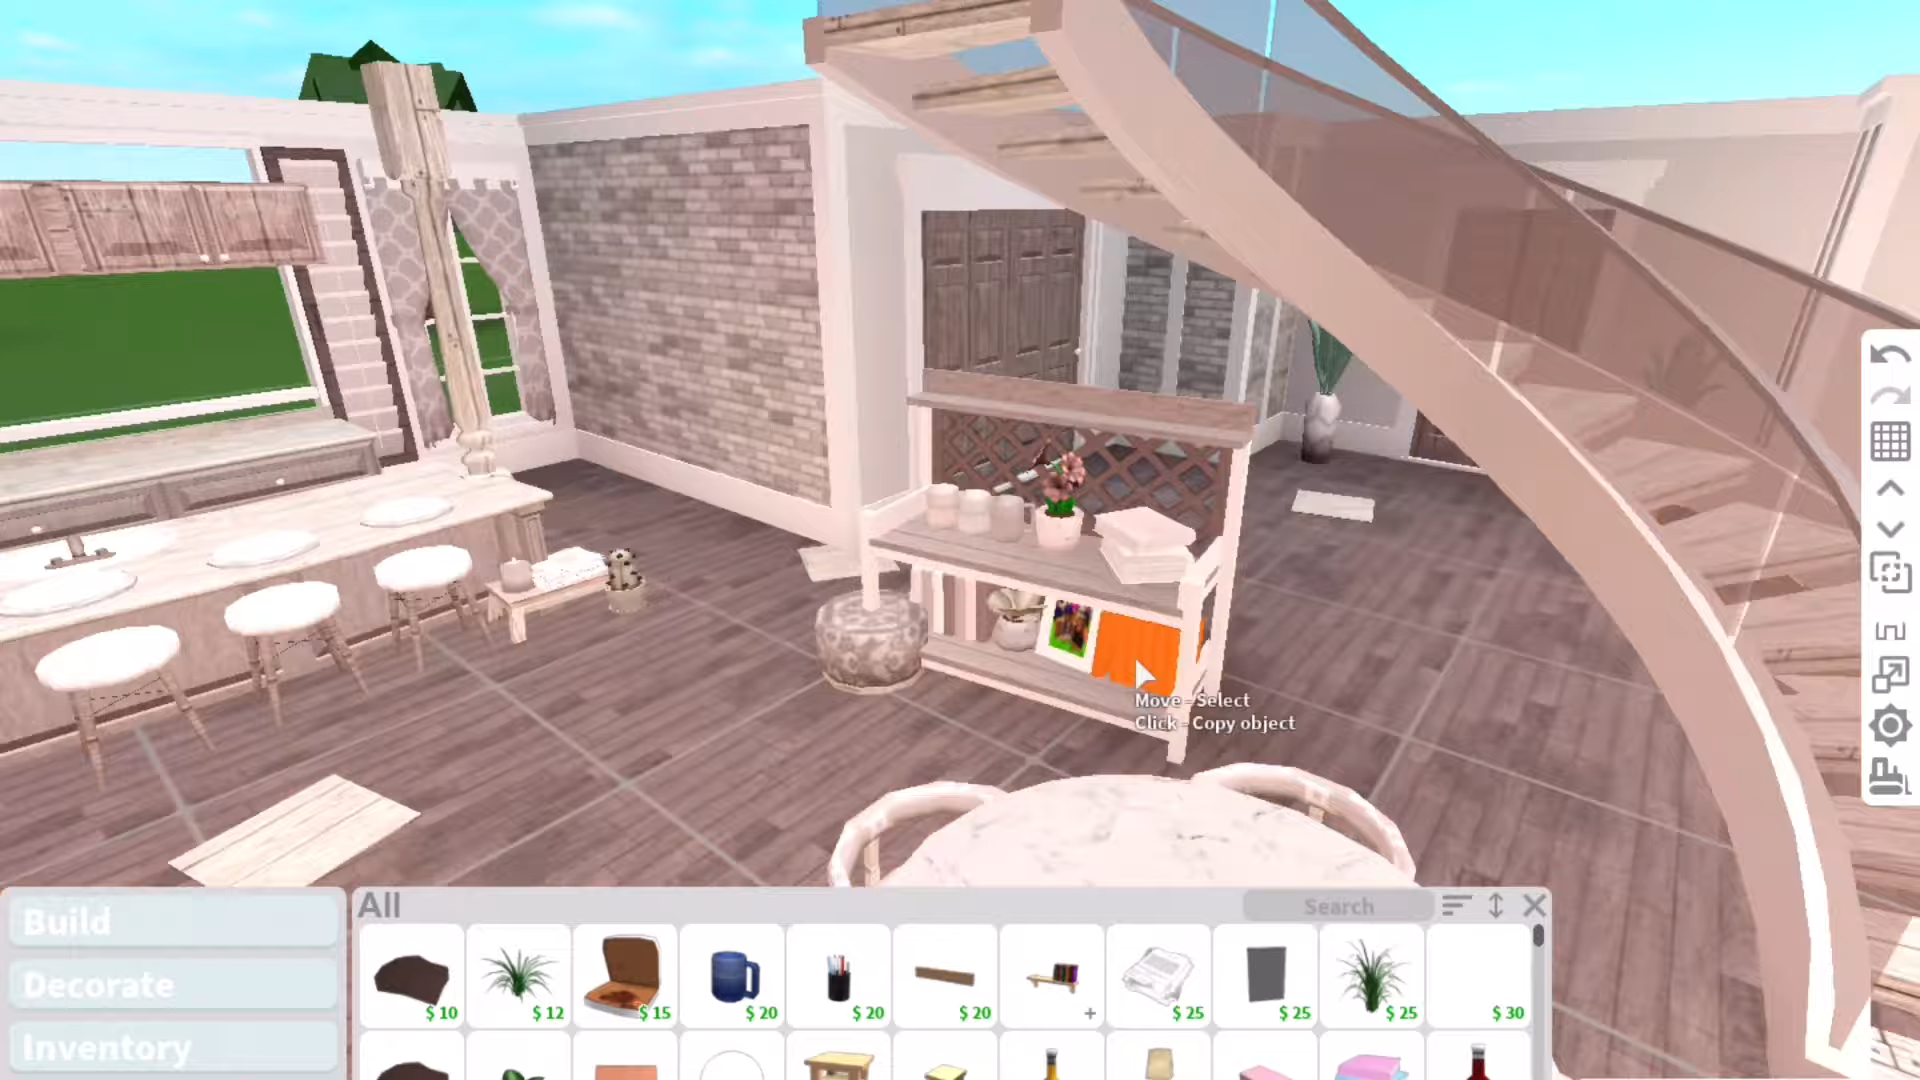 Move - Select
Click - Copy object
Build
Decorate
Inventory
All
Search
$ 10
$ 12
$ 15
$ 20
$ 20
$ 20
+
$ 25
$ 25
$ 25
$ 30